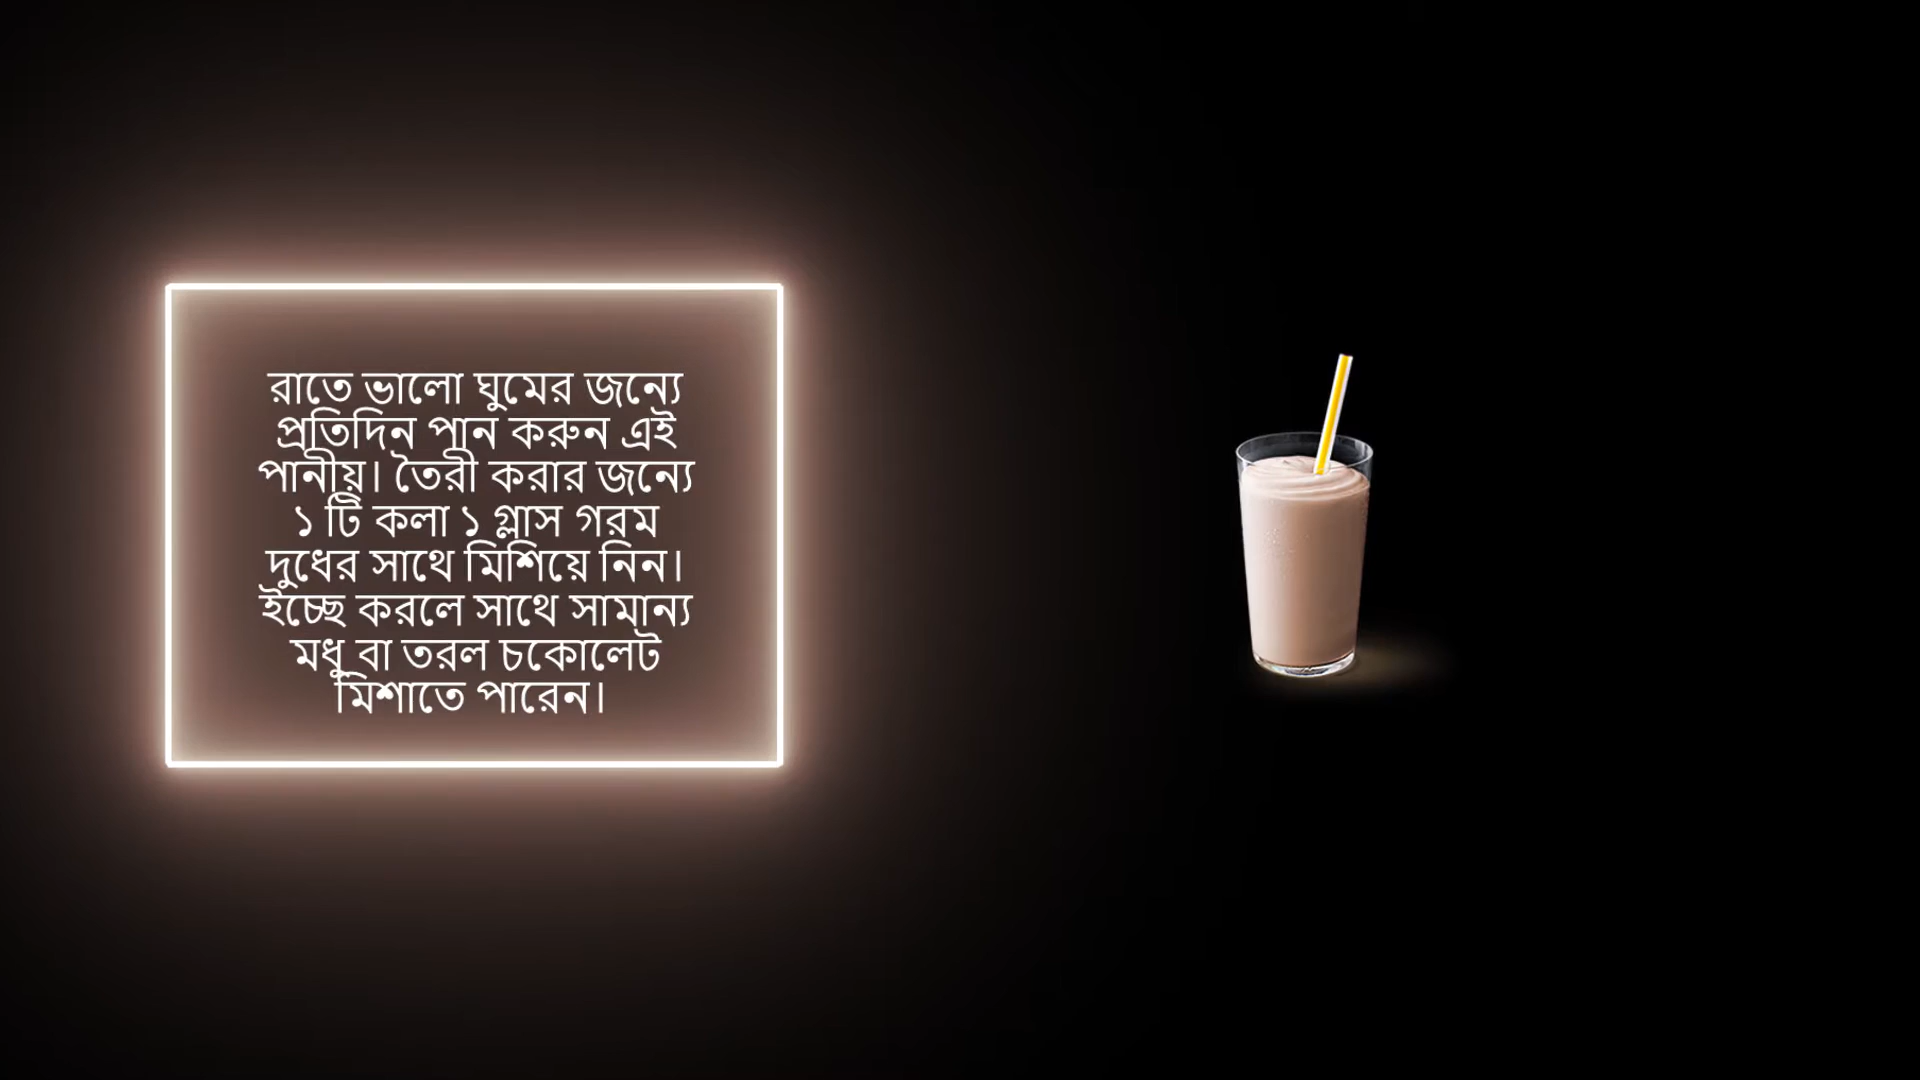 রাতে ভালো ঘুমের জন্যে
প্রতিদিন পান করুন এই
পানীয়। তৈরী করার জন্যে
১ টি কলা ১ গ্লাস গরম
দুধের সাথে মিশিয়ে নিন।
ইচ্ছে করলে সাথে সামান্য
মধু বা তরল চকোলেট
মিশাতে পারেন।